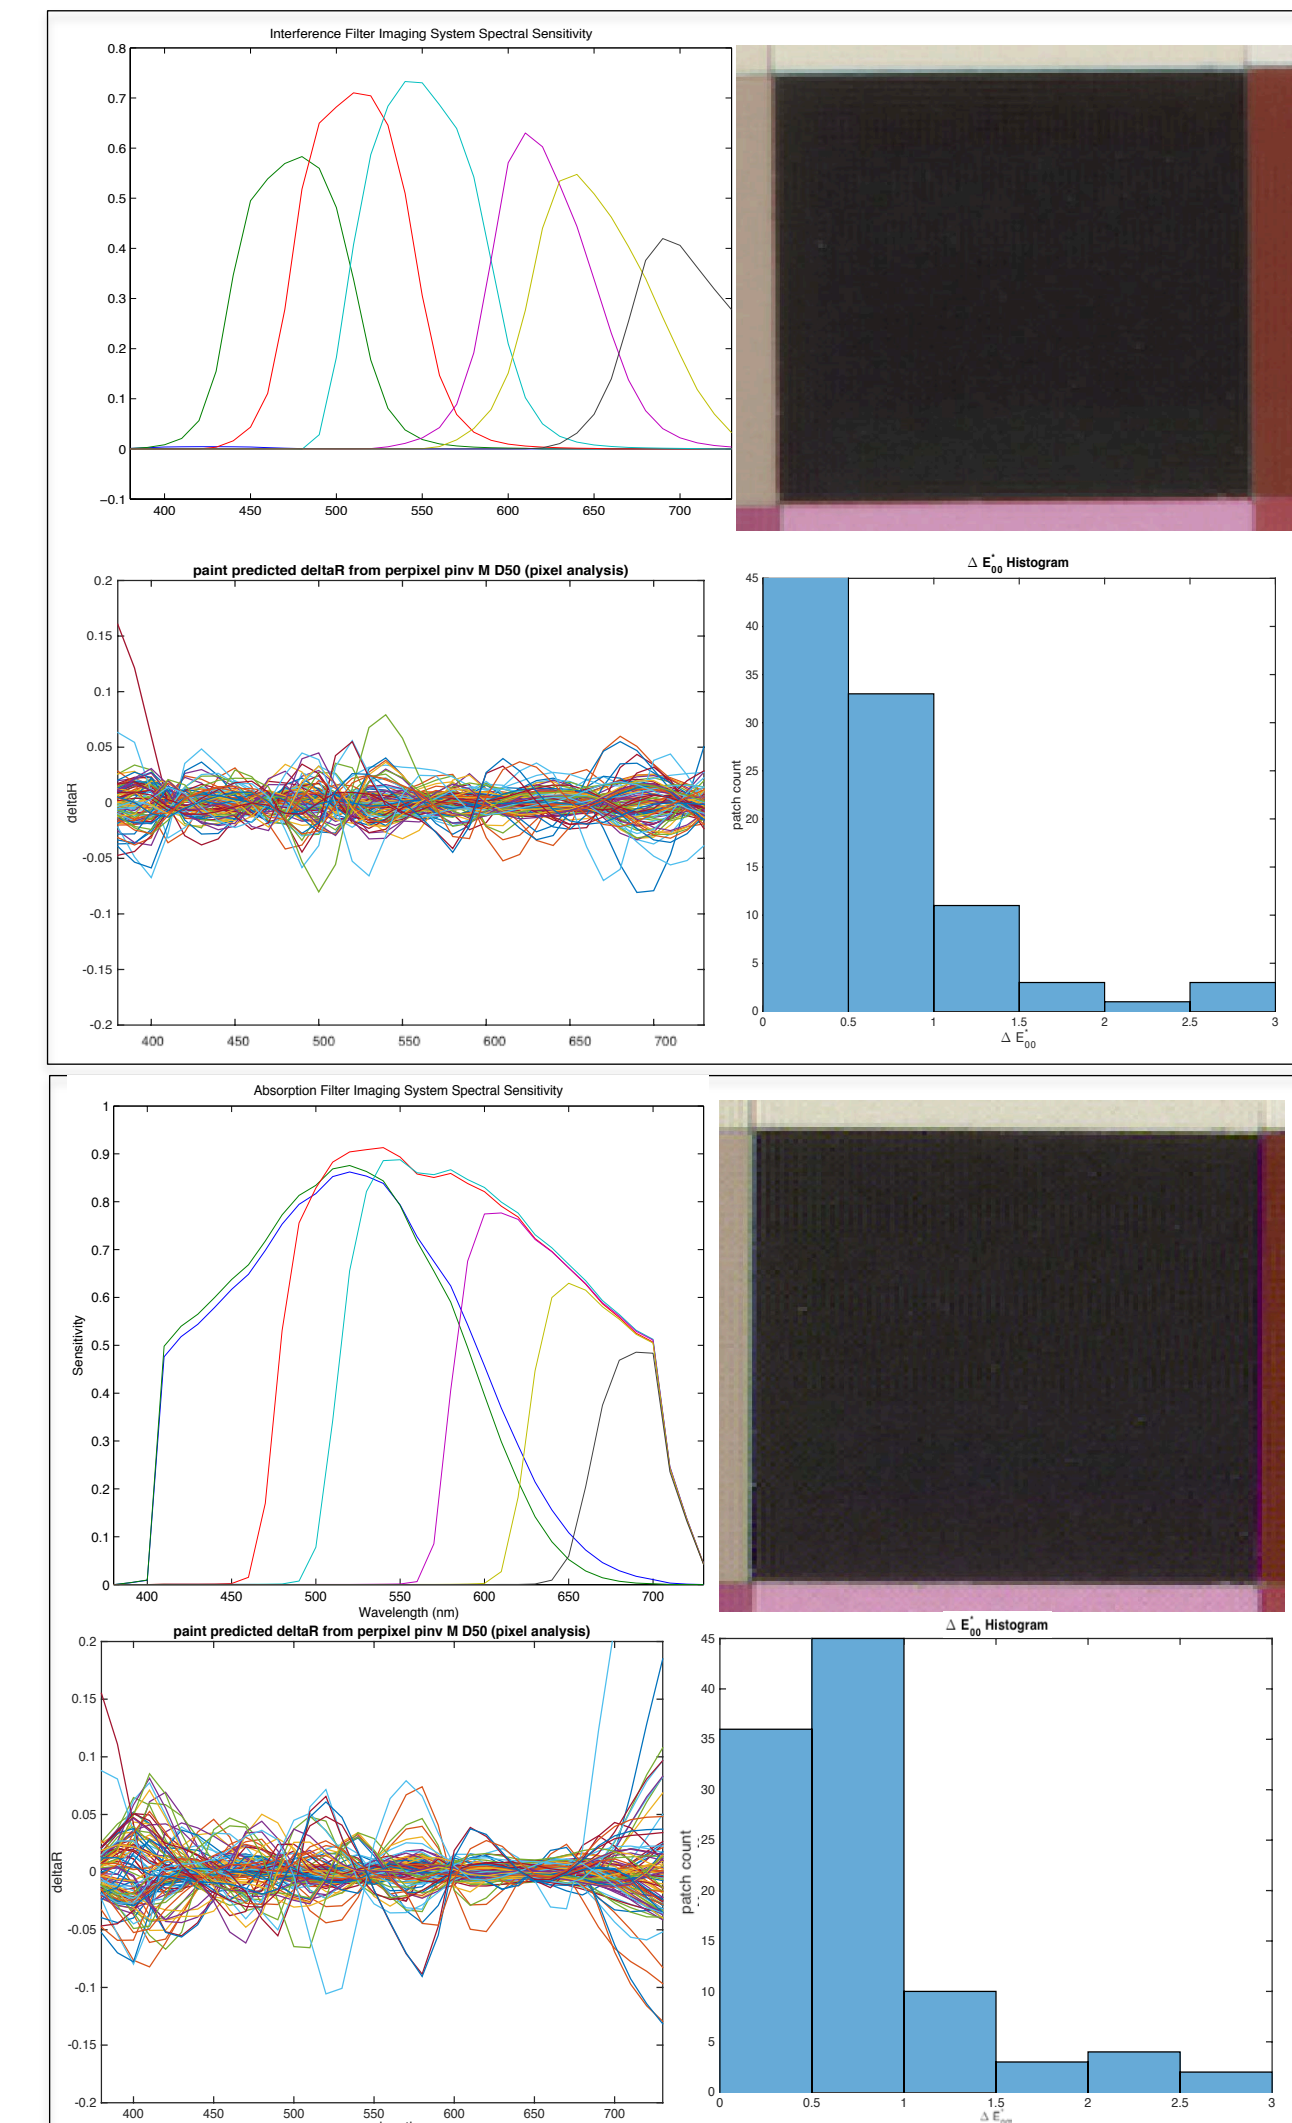 Interference Filter Imaging System Spectral Sensitivity
0.8
0.7
0.6
0.5
0.4
0.3
0.2
0.1
0
−0.1
400 450 500 550 600 650 700
paint predicted deltaR from perpixel pinv M D50 (pixel analysis)
0.2
0.15
0.1
0.05
0
-0.05
-0.1
-0.15
-0.2
deltaR
400 450 500 550 600 650 700
Δ E*00 Histogram
45
40
35
30
25
20
15
10
5
0
patch count
0 0.5 1 1.5 2 2.5 3
Δ E*00
Absorption Filter Imaging System Spectral Sensitivity
1
0.9
0.8
0.7
0.6
0.5
0.4
0.3
0.2
0.1
0
Sensitivity
400 450 500 550 600 650 700
Wavelength (nm)
paint predicted deltaR from perpixel pinv M D50 (pixel analysis)
0.2
0.15
0.1
0.05
0
-0.05
-0.1
-0.15
-0.2
deltaR
400 450 500 550 600 650 700
Δ E*00 Histogram
45
40
35
30
25
20
15
10
5
0
patch count
0 0.5 1 1.5 2 2.5 3
Δ E*00